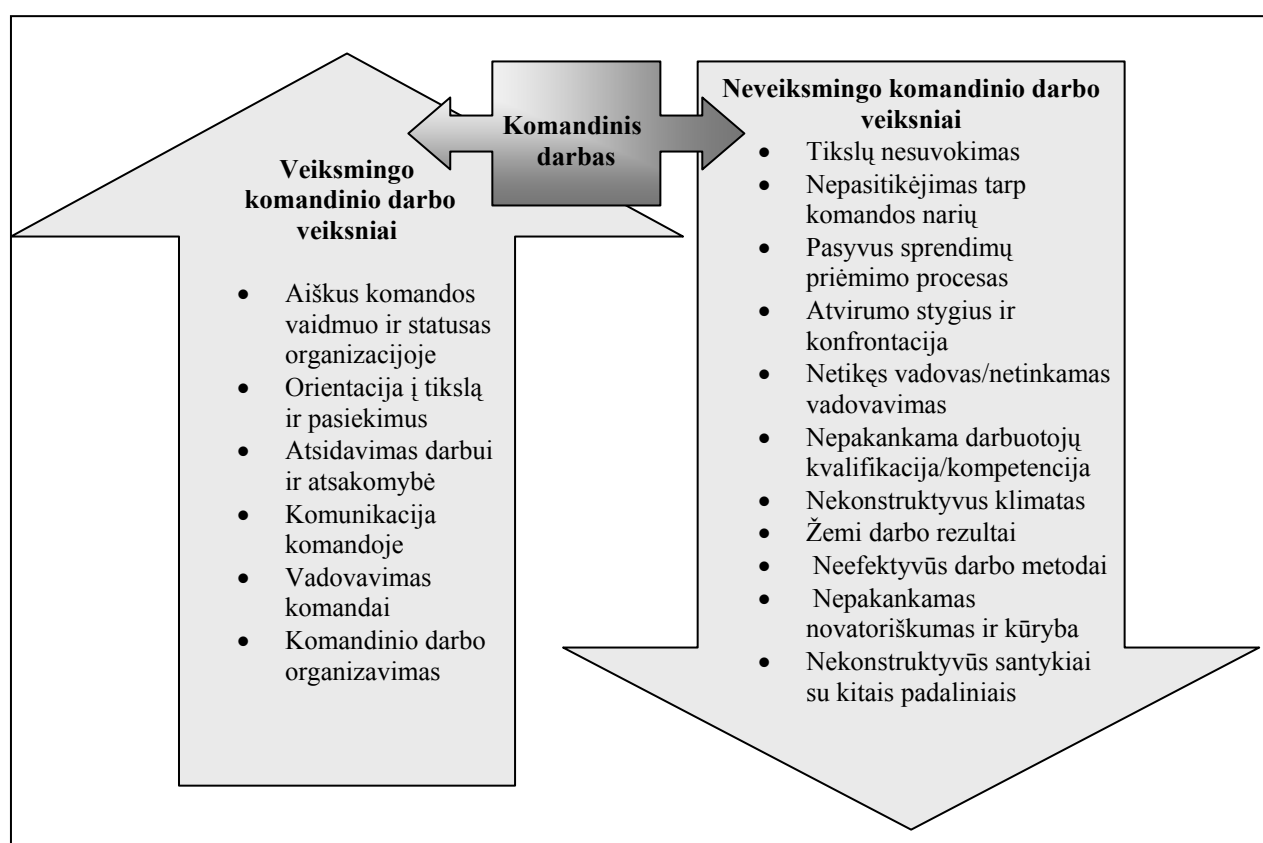 Komandinis
darbas
Veiksmingo
komandinio darbo
veiksniai
• Aiškus komandos
vaidmuo ir statusas
organizacijoje
• Orientacija į tikslą
ir pasiekimus
• Atsidavimas darbui
ir atsakomybė
• Komunikacija
komandoje
• Vadovavimas
komandai
• Komandinio darbo
organizavimas
Neveiksmingo komandinio darbo
veiksniai
• Tikslų nesuvokimas
• Nepasitikėjimas tarp
komandos narių
• Pasyvus sprendimų
priėmimo procesas
• Atvirumo stygius ir
konfrontacija
• Netikęs vadovas/netinkamas
vadovavimas
• Nepakankama darbuotojų
kvalifikacija/kompetencija
• Nekonstruktyvus klimatas
• Žemi darbo rezultai
• Neefektyvūs darbo metodai
• Nepakankamas
novatoriškumas ir kūryba
• Nekonstruktyvūs santykiai
su kitais padaliniais